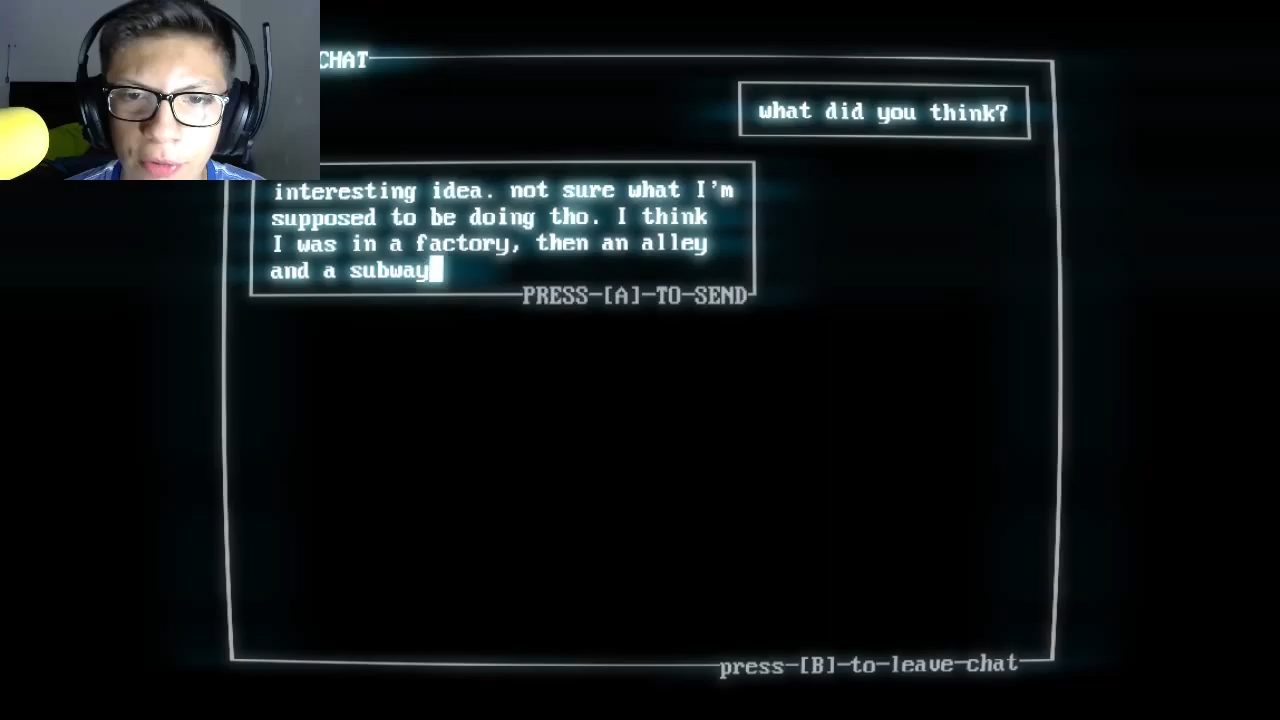 CHAT
what did you think?
interesting idea. not sure what I'm
supposed to be doing tho. I think
I was in a factory, then an alley
and a subway
PRESS-[A]-TO-SEND
press-[B]-to-leave-chat